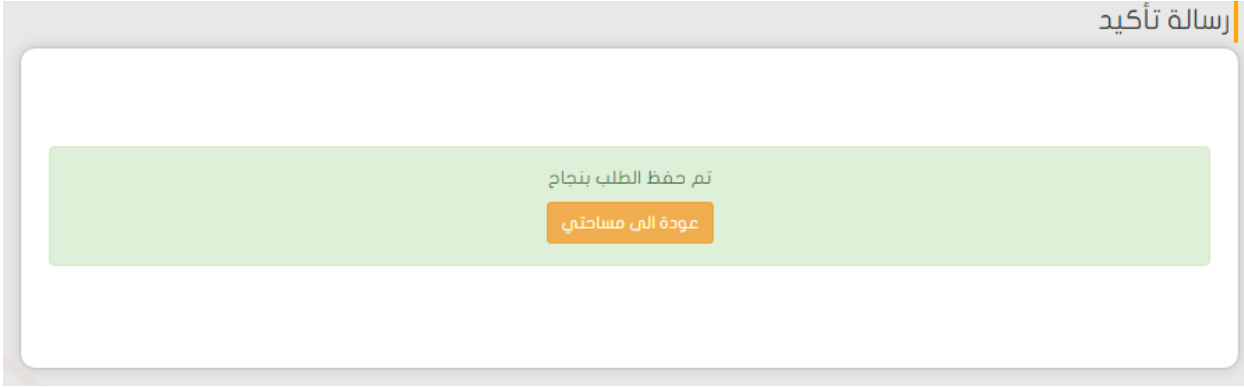 رسالة تأكيد
تم حفظ الطلب بنجاح
عودة الى مساحتي